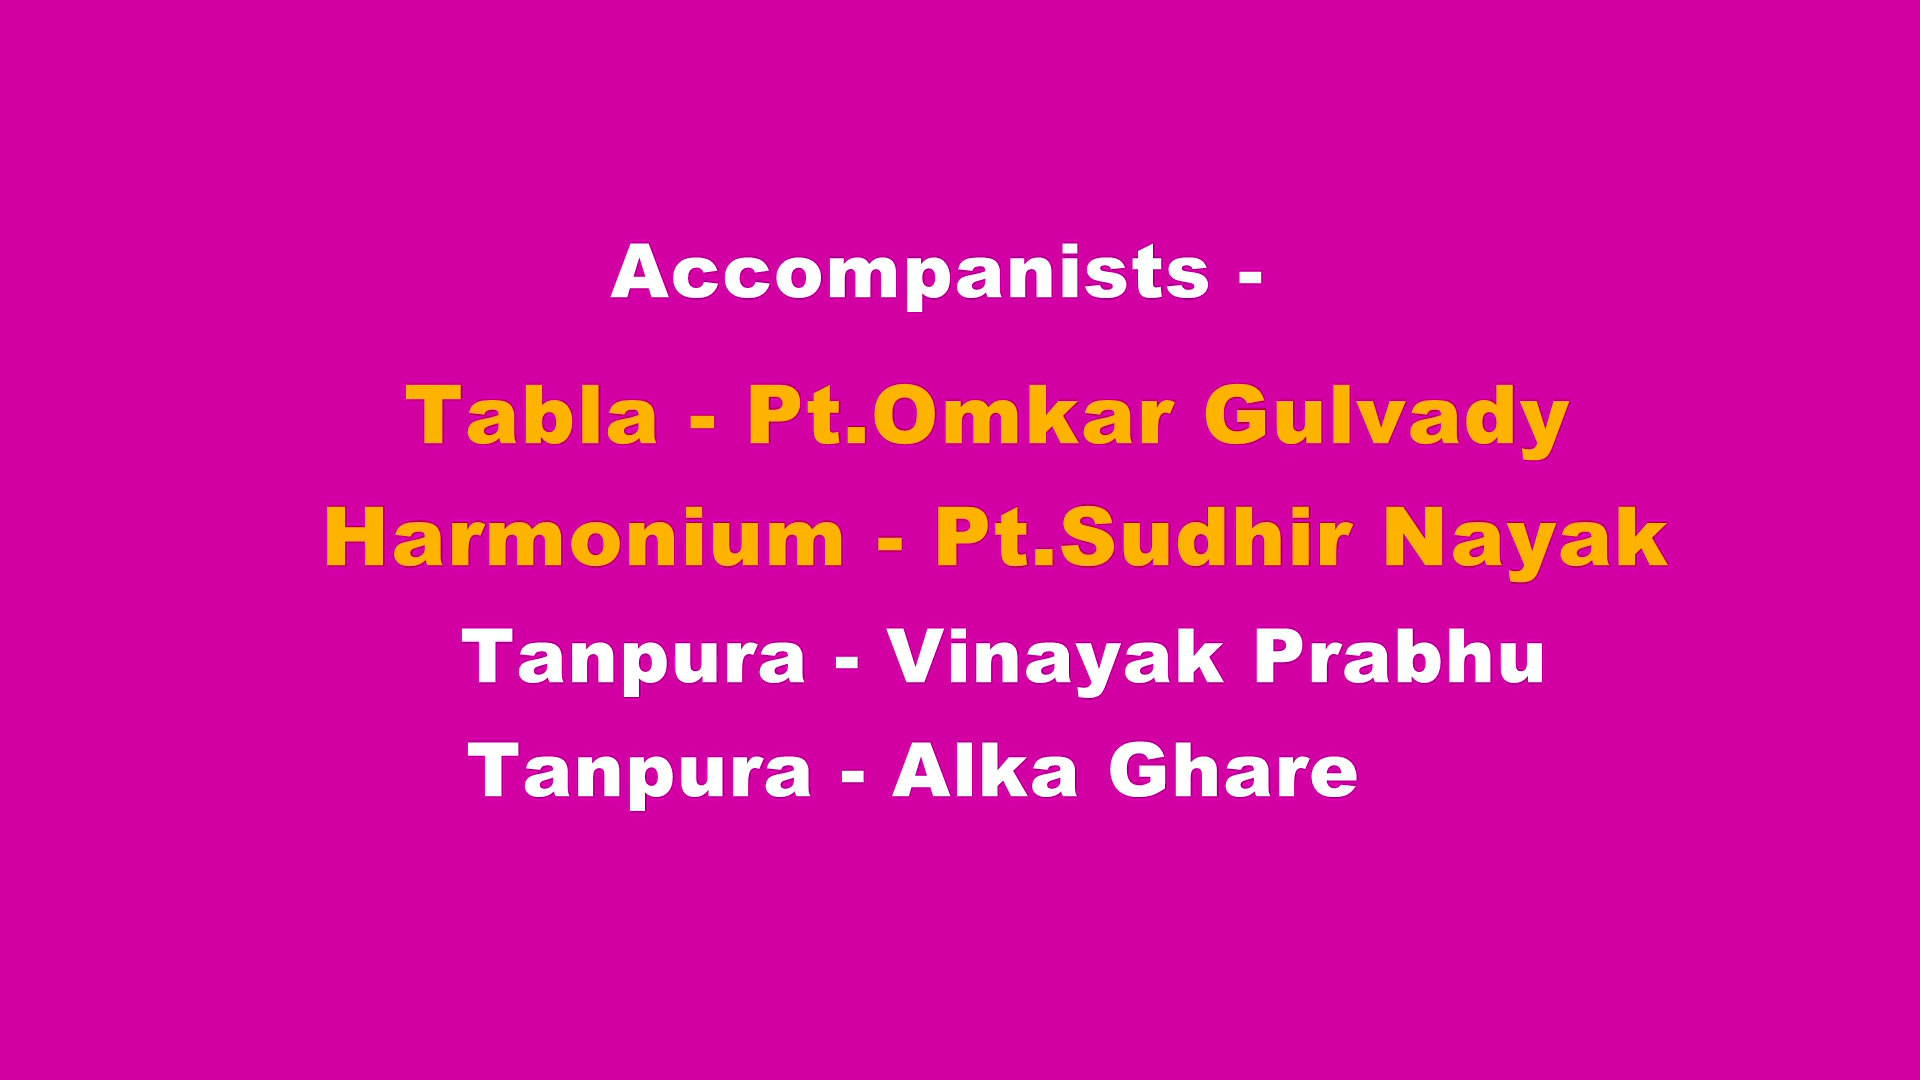 Accompanists -
Tabla - Pt.Omkar Gulvady
Harmonium - Pt.Sudhir Nayak
Tanpura - Vinayak Prabhu
Tanpura - Alka Ghare